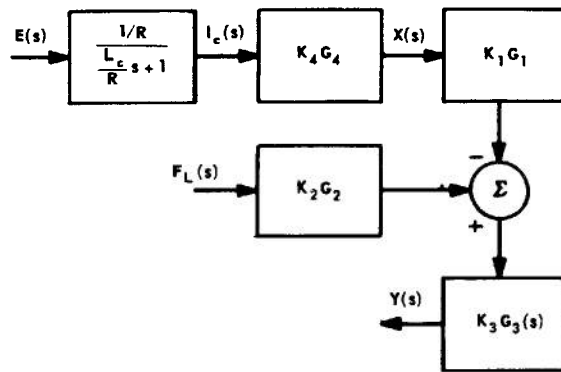 E(s)
1/R
L_c/R s + 1
I_c(s)
K_4 G_4
X(s)
K_1 G_1
F_L(s)
K_2 G_2
−
Σ
+
Y(s)
K_3 G_3(s)